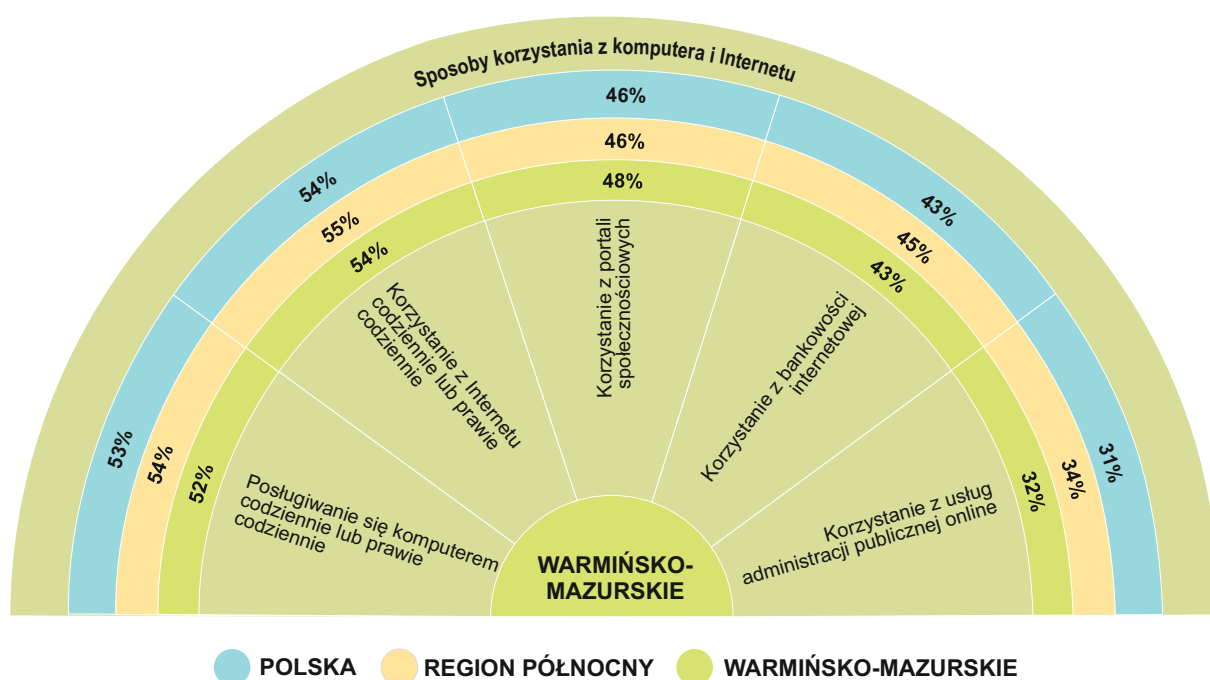 Sposoby korzystania z komputera i Internetu
46%
46%
48%
54%
55%
54%
43%
45%
43%
53%
54%
52%
31%
34%
32%
Posługiwanie się komputerem
codziennie lub prawie
codziennie
Korzystanie z Internetu
codziennie lub prawie
codziennie
Korzystanie z portali
społecznościowych
Korzystanie z bankowości
internetowej
Korzystanie z usług
administracji publicznej online
WARMIŃSKO-
MAZURSKIE
POLSKA
REGION PÓŁNOCNY
WARMIŃSKO-MAZURSKIE